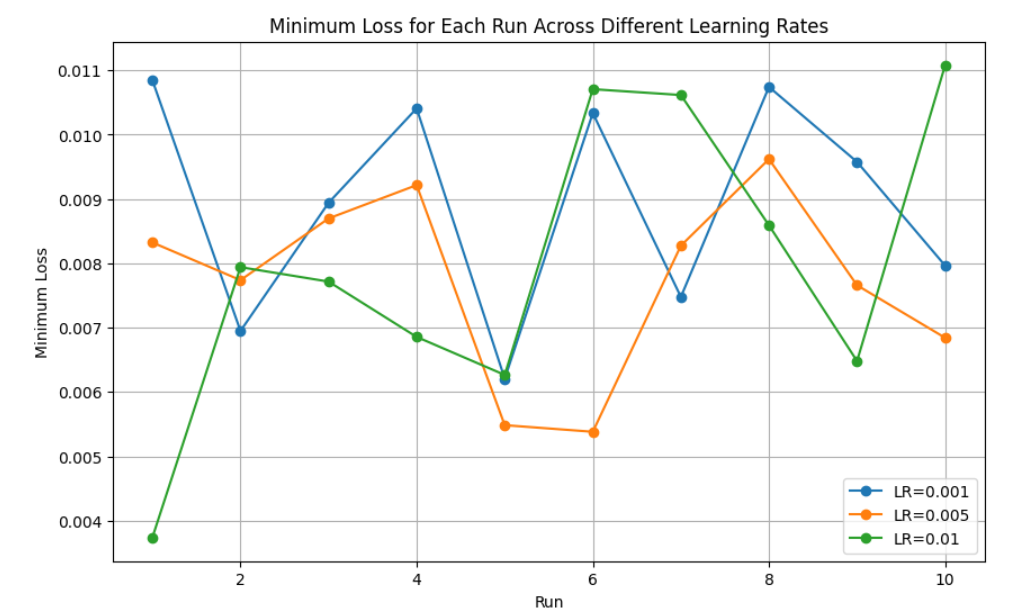 Minimum Loss for Each Run Across Different Learning Rates
0.011
0.010
0.009
0.008
0.007
0.006
0.005
0.004
Minimum Loss
LR=0.001
LR=0.005
LR=0.01
2 4 6 8 10
Run